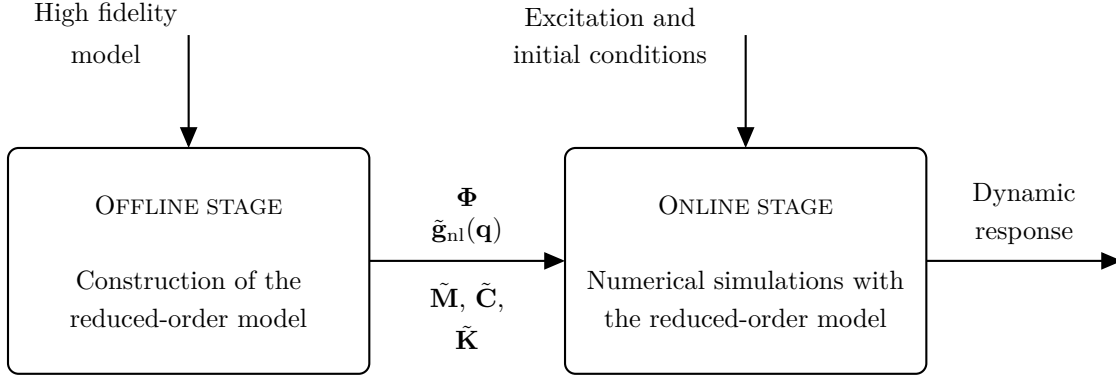 High fidelity
model
Excitation and
initial conditions
OFFLINE STAGE
Construction of the
reduced-order model
𝚽
g̃ₙₗ(q)
M̃, C̃,
K̃
ONLINE STAGE
Numerical simulations with
the reduced-order model
Dynamic
response